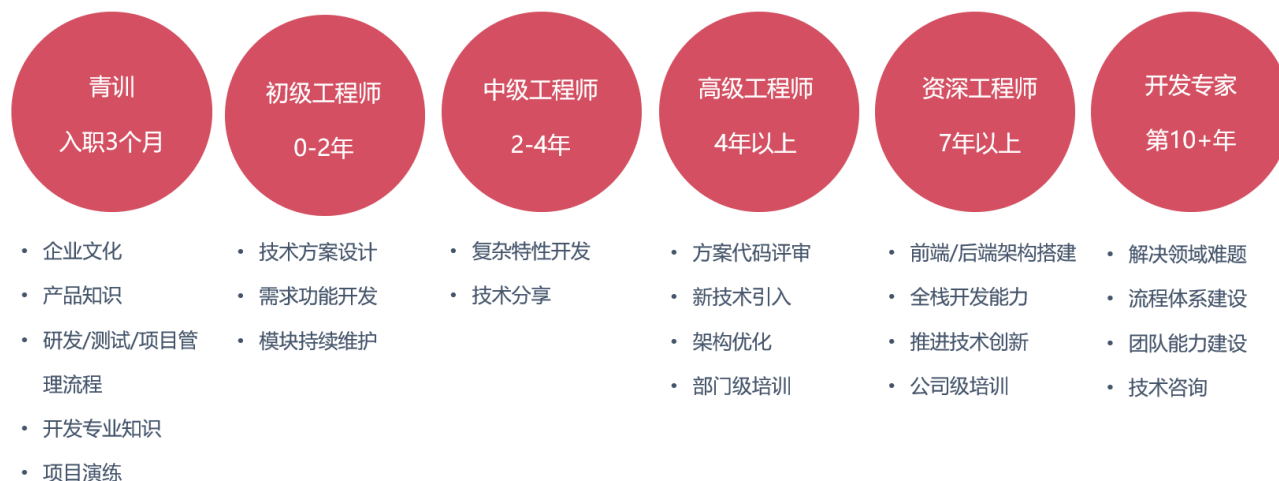 青训
入职3个月
• 企业文化
• 产品知识
• 研发/测试/项目管
理流程
• 开发专业知识
• 项目演练
初级工程师
0-2年
• 技术方案设计
• 需求功能开发
• 模块持续维护
中级工程师
2-4年
• 复杂特性开发
• 技术分享
高级工程师
4年以上
• 方案代码评审
• 新技术引入
• 架构优化
• 部门级培训
资深工程师
7年以上
• 前端/后端架构搭建
• 全栈开发能力
• 推进技术创新
• 公司级培训
开发专家
第10+年
• 解决领域难题
• 流程体系建设
• 团队能力建设
• 技术咨询